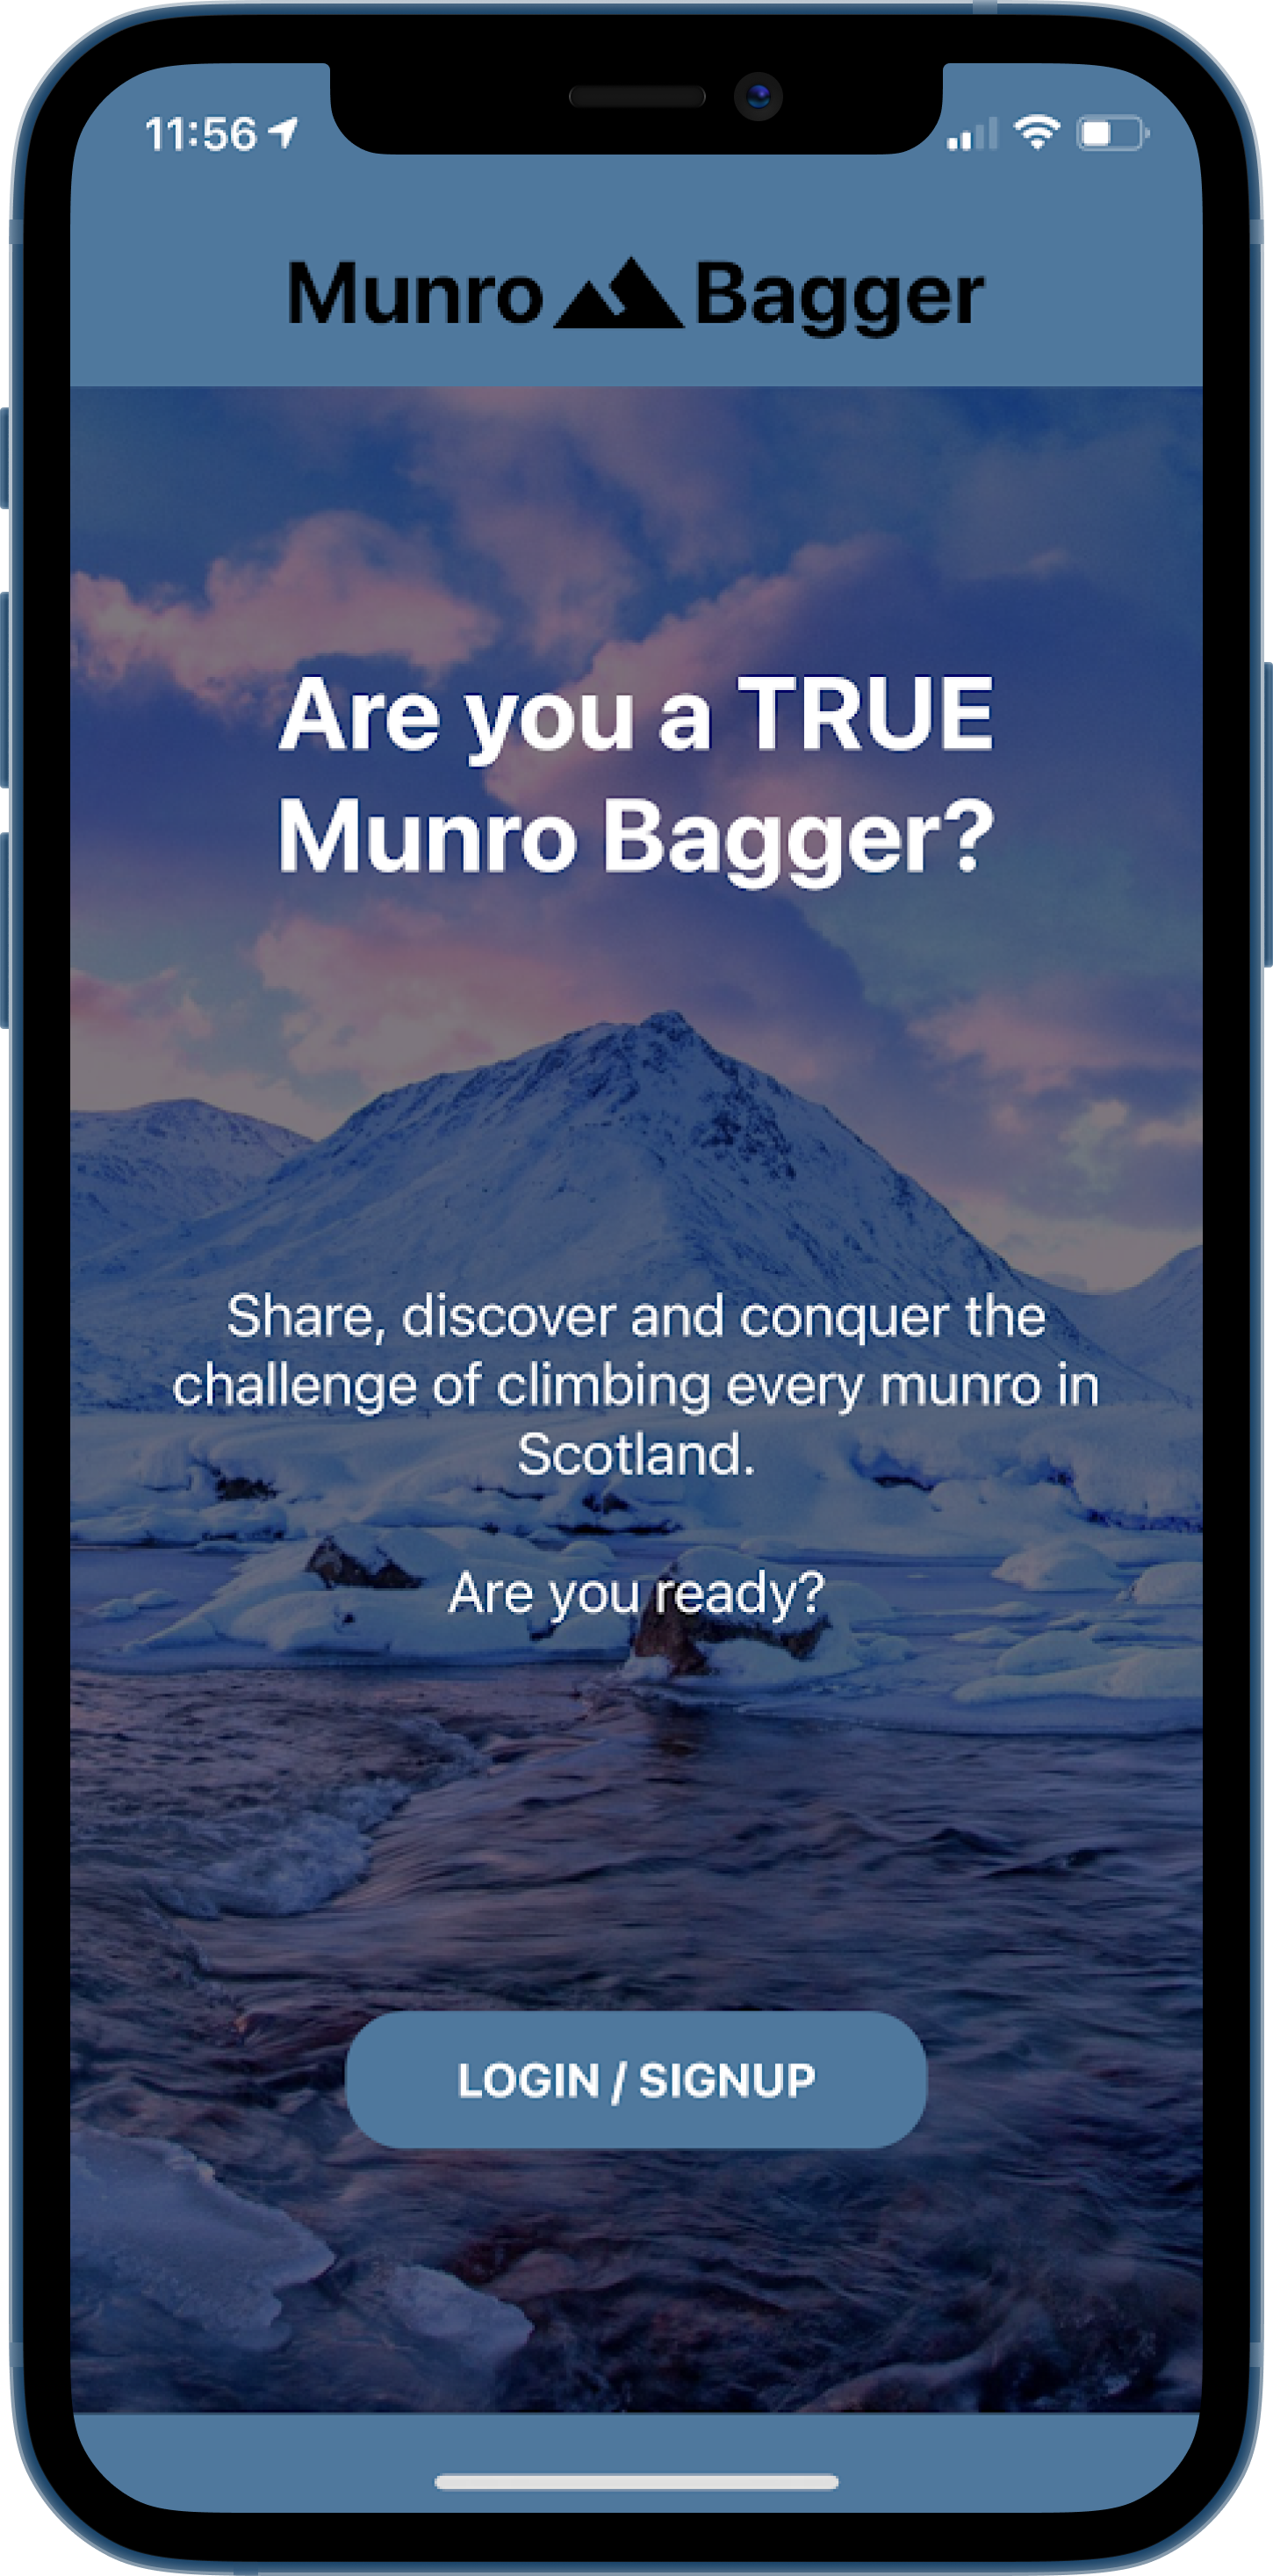 11:56
Munro Bagger
Are you a TRUE
Munro Bagger?
Share, discover and conquer the
challenge of climbing every munro in
Scotland.
Are you ready?
LOGIN / SIGNUP